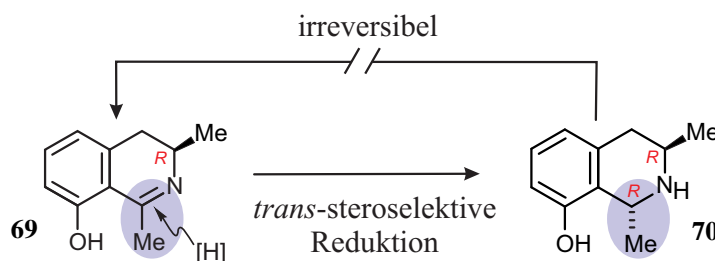 irreversibel
Me
R
N
69
OH
Me
[H]
trans-steroselektive
Reduktion
Me
R
R
NH
OH
Me
70